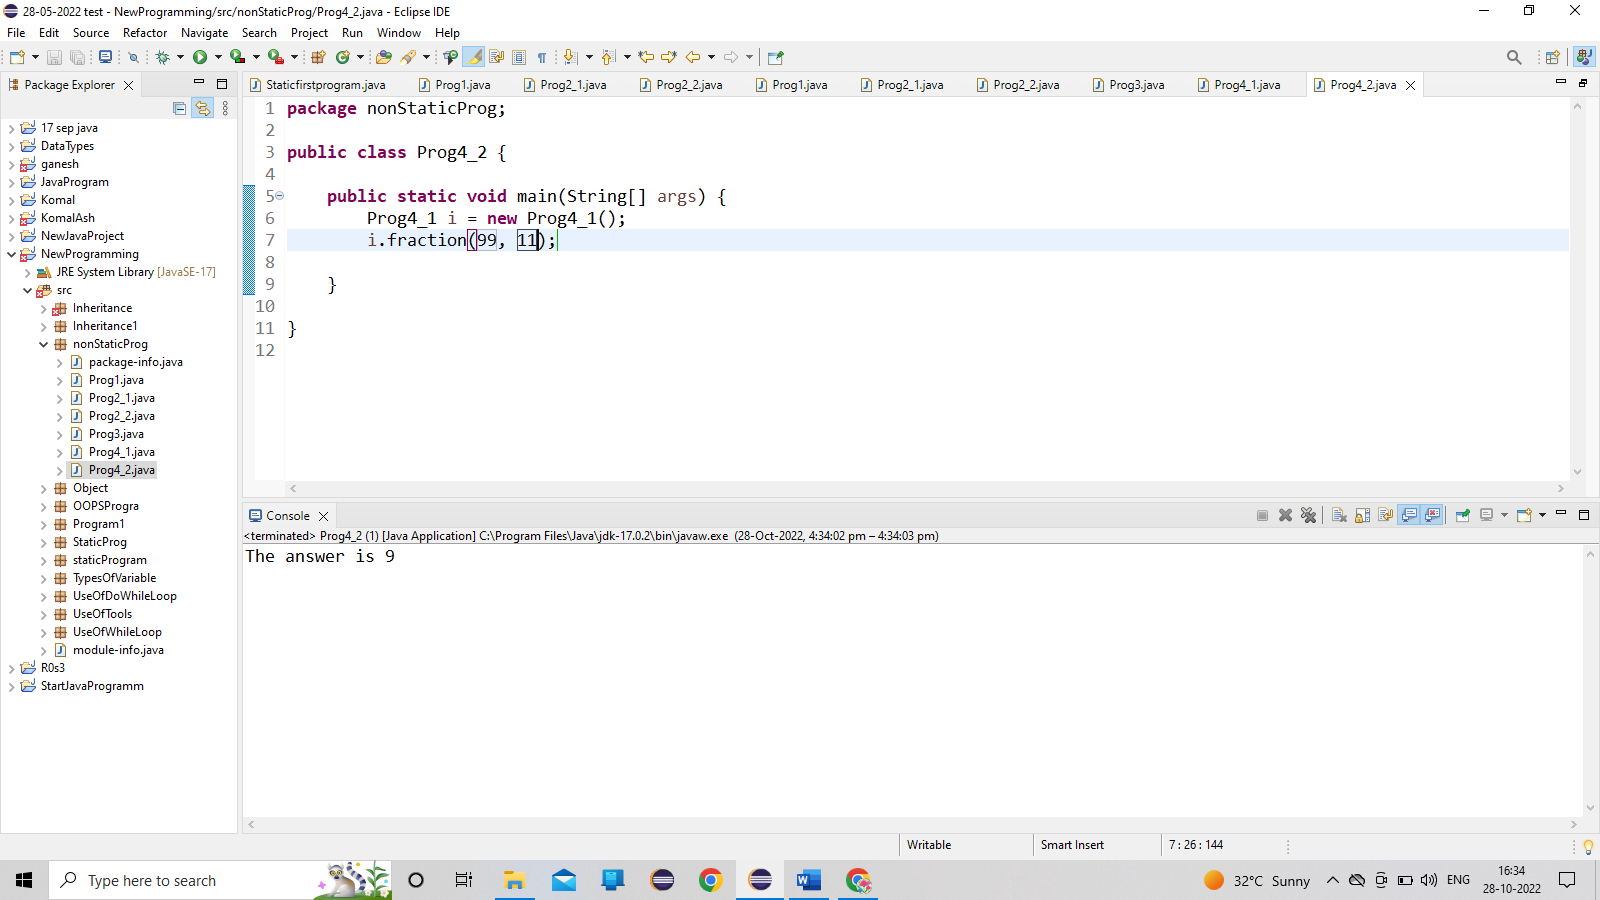 28-05-2022 test - NewProgramming/src/nonStaticProg/Prog4_2.java - Eclipse IDE
File Edit Source Refactor Navigate Search Project Run Window Help
Package Explorer
17 sep java
DataTypes
ganesh
JavaProgram
Komal
KomalAsh
NewJavaProject
NewProgramming
JRE System Library [JavaSE-17]
src
Inheritance
Inheritance1
nonStaticProg
package-info.java
Prog1.java
Prog2_1.java
Prog2_2.java
Prog3.java
Prog4_1.java
Prog4_2.java
Object
OOPSProgra
Program1
StaticProg
staticProgram
TypesOfVariable
UseOfDoWhileLoop
UseOfTools
UseOfWhileLoop
module-info.java
R0s3
StartJavaProgramm
Staticfirstprogram.java Prog1.java Prog2_1.java Prog2_2.java Prog1.java Prog2_1.java Prog2_2.java Prog3.java Prog4_1.java Prog4_2.java
1 package nonStaticProg;
2
3 public class Prog4_2 {
4
5 public static void main(String[] args) {
6 Prog4_1 i = new Prog4_1();
7 i.fraction(99, 11);
8
9 }
10
11 }
12
Console
<terminated> Prog4_2 (1) [Java Application] C:\Program Files\Java\jdk-17.0.2\bin\javaw.exe (28-Oct-2022, 4:34:02 pm – 4:34:03 pm)
The answer is 9
Writable Smart Insert 7 : 26 : 144
Type here to search
32°C Sunny
ENG
16:34
28-10-2022